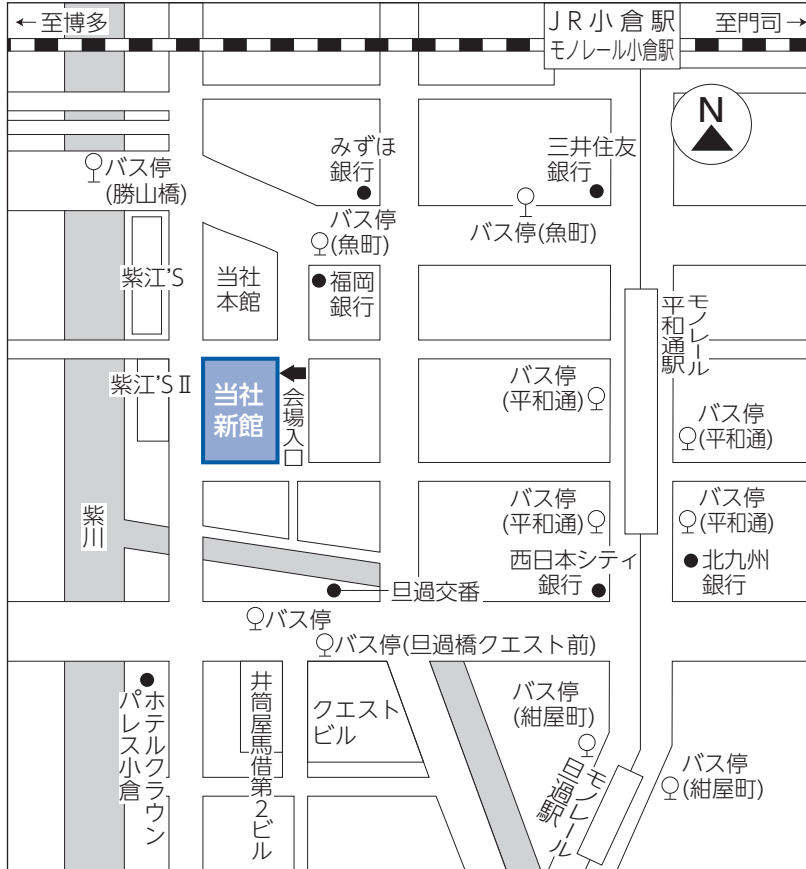 ←至博多
JR小倉駅
モノレール小倉駅
至門司→
N
みずほ
銀行
三井住友
銀行
バス停
(勝山橋)
バス停
(魚町)
バス停(魚町)
紫江'S
当社
本館
福岡
銀行
モノレール
平和通駅
紫江'SⅡ
当社
新館
会場入口
バス停
(平和通)
バス停
(平和通)
紫川
バス停
(平和通)
バス停
(平和通)
西日本シティ
銀行
北九州
銀行
旦過交番
バス停
バス停(旦過橋クエスト前)
ホテルクラウン
パレス小倉
井筒屋馬借第2ビル
クエスト
ビル
バス停
(紺屋町)
モノレール
旦過駅
バス停
(紺屋町)